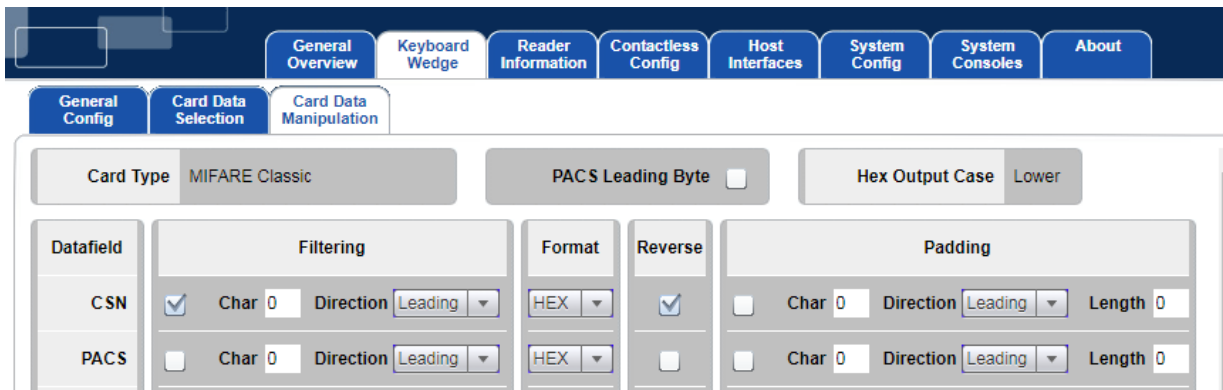 General Overview Keyboard Wedge Reader Information Contactless Config Host Interfaces System Config System Consoles About
General Config Card Data Selection Card Data Manipulation
Card Type MIFARE Classic PACS Leading Byte Hex Output Case Lower
Datafield Filtering Format Reverse Padding
CSN Char 0 Direction Leading HEX Char 0 Direction Leading Length 0
PACS Char 0 Direction Leading HEX Char 0 Direction Leading Length 0